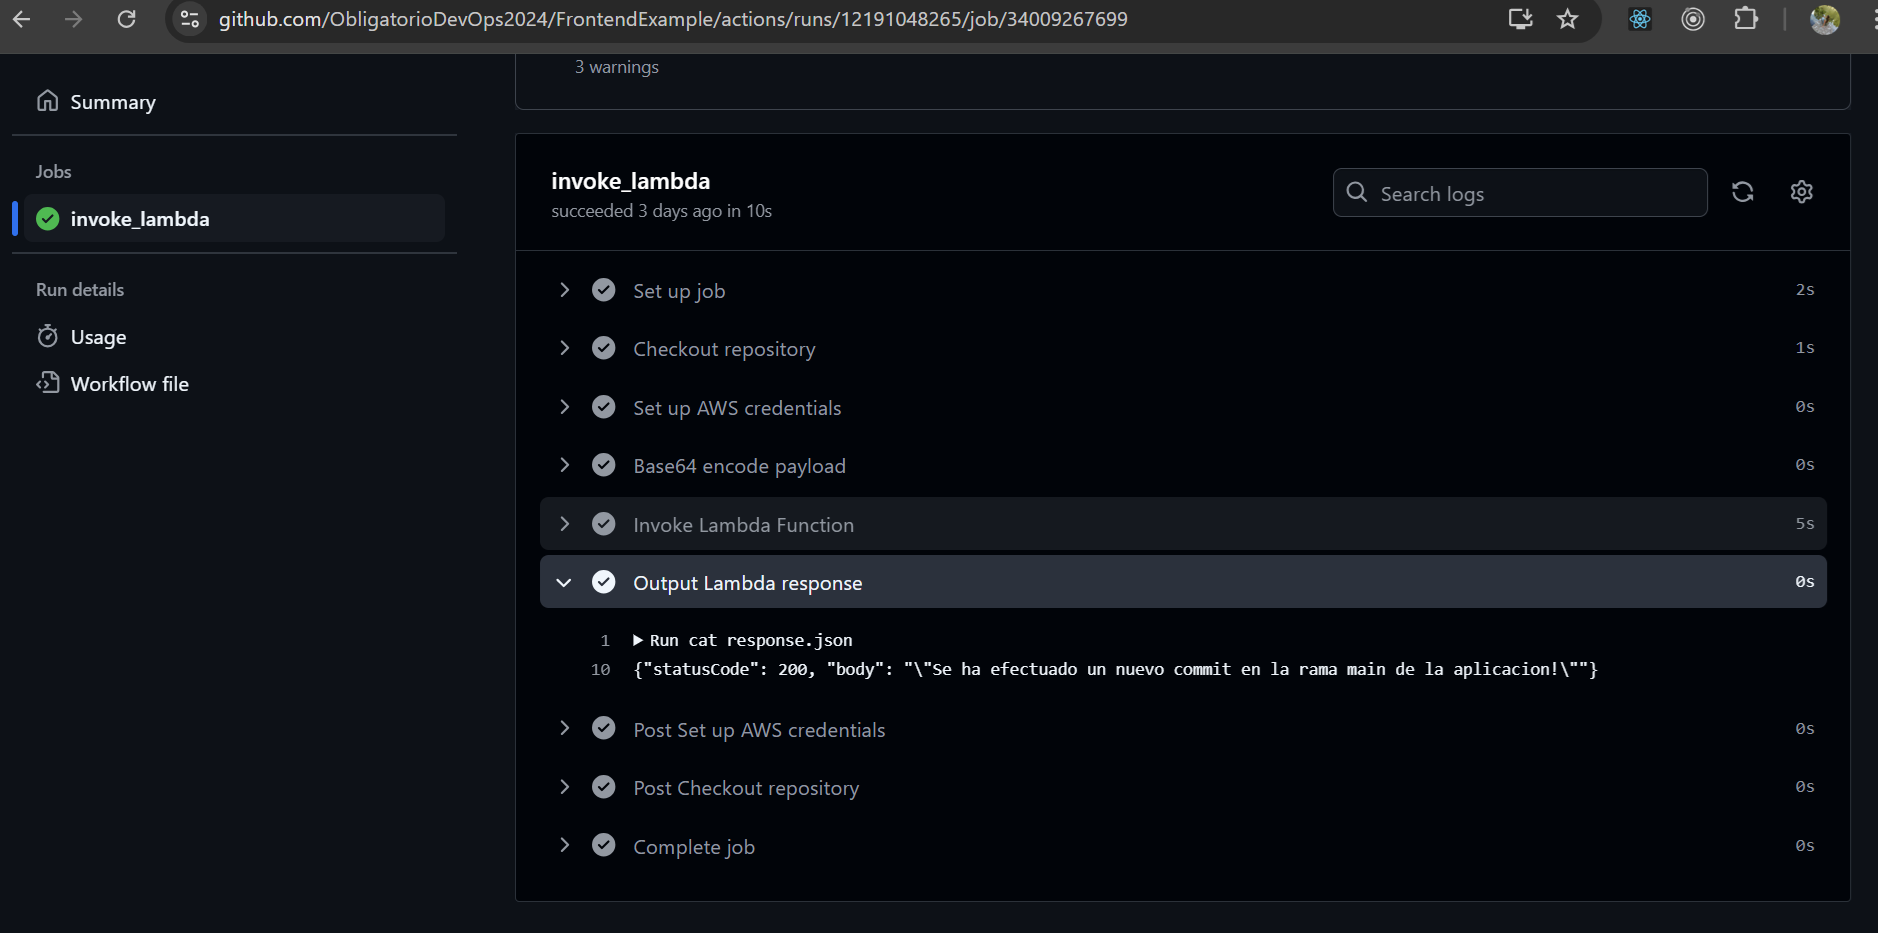 github.com/ObligatorioDevOps2024/FrontendExample/actions/runs/12191048265/job/34009267699
3 warnings
Summary
Jobs
invoke_lambda
Run details
Usage
Workflow file
invoke_lambda
succeeded 3 days ago in 10s
Search logs
Set up job 2s
Checkout repository 1s
Set up AWS credentials 0s
Base64 encode payload 0s
Invoke Lambda Function 5s
Output Lambda response 0s
1 Run cat response.json
10 {"statusCode": 200, "body": "\"Se ha efectuado un nuevo commit en la rama main de la aplicacion!\""}
Post Set up AWS credentials 0s
Post Checkout repository 0s
Complete job 0s